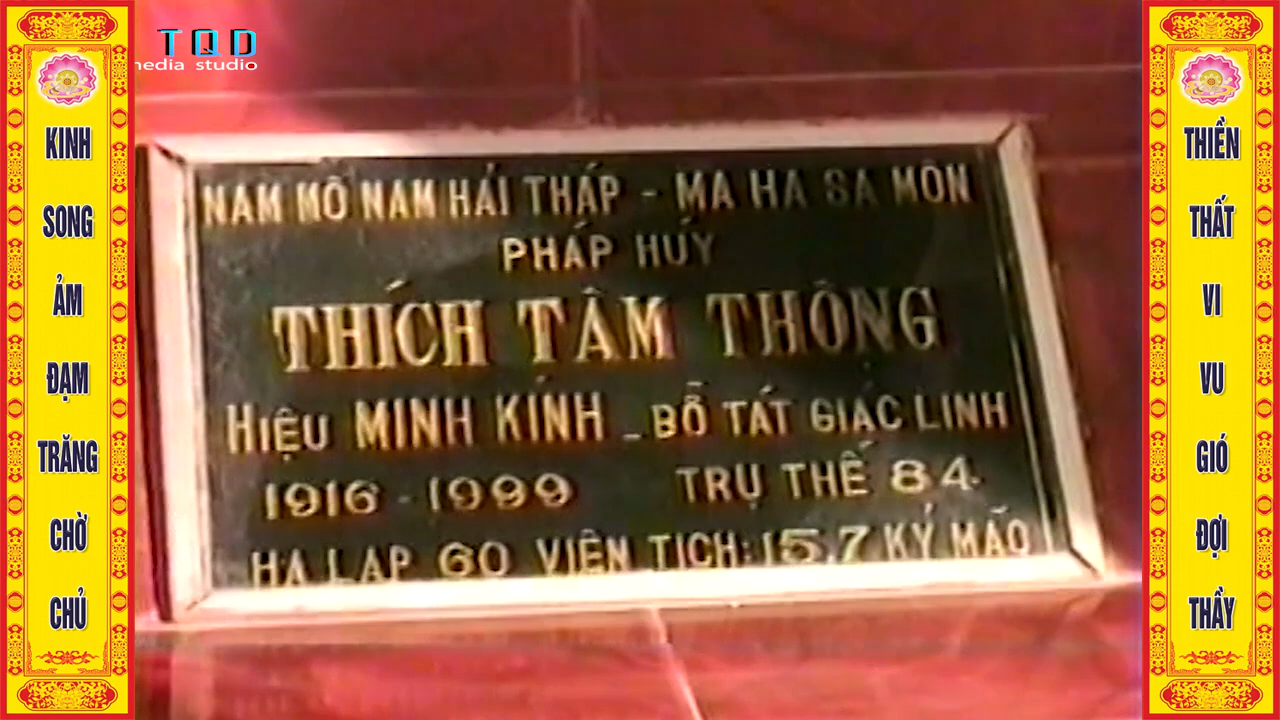 TQD
media studio
KINH
SONG
ẢM
ĐẠM
TRĂNG
CHỜ
CHỦ
NAM MÔ NAM HẢI THÁP - MA HA SA MÔN
PHÁP HÚY
THÍCH TÂM THÔNG
HIỆU MINH KÍNH _ BỒ TÁT GIÁC LINH
1916 - 1999 TRỤ THẾ 84.
HẠ LẠP 60 VIÊN TỊCH: 15.7 KỶ MÃO
THIỀN
THẤT
VI
VU
GIÓ
ĐỢI
THẦY